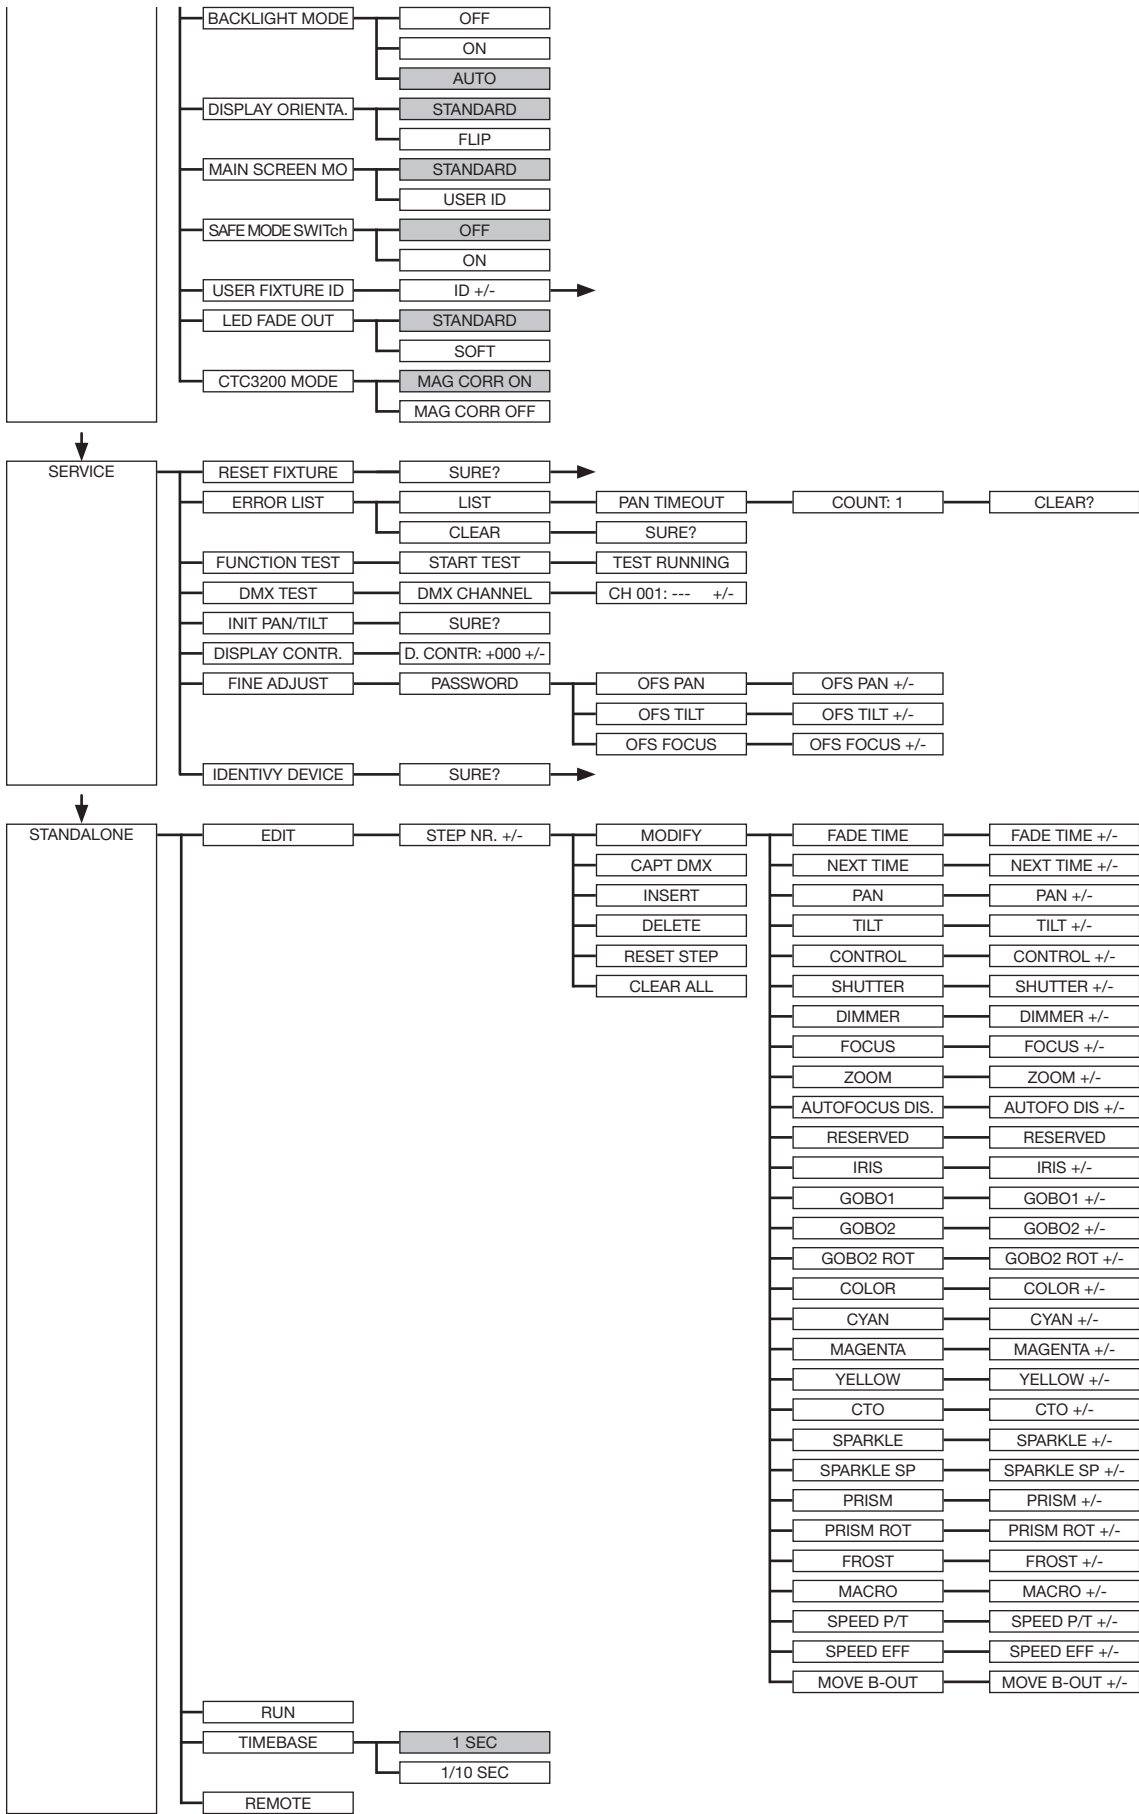 BACKLIGHT MODE OFF
ON
AUTO
DISPLAY ORIENTA. STANDARD
FLIP
MAIN SCREEN MO STANDARD
USER ID
SAFE MODE SWITch OFF
ON
USER FIXTURE ID ID +/-
LED FADE OUT STANDARD
SOFT
CTC3200 MODE MAG CORR ON
MAG CORR OFF
SERVICE RESET FIXTURE SURE?
ERROR LIST LIST PAN TIMEOUT COUNT: 1 CLEAR?
CLEAR SURE?
FUNCTION TEST START TEST TEST RUNNING
DMX TEST DMX CHANNEL CH 001: --- +/-
INIT PAN/TILT SURE?
DISPLAY CONTR. D. CONTR: +000 +/-
FINE ADJUST PASSWORD OFS PAN OFS PAN +/-
OFS TILT OFS TILT +/-
OFS FOCUS OFS FOCUS +/-
IDENTIVY DEVICE SURE?
STANDALONE EDIT STEP NR. +/- MODIFY FADE TIME FADE TIME +/-
CAPT DMX NEXT TIME NEXT TIME +/-
INSERT PAN PAN +/-
DELETE TILT TILT +/-
RESET STEP CONTROL CONTROL +/-
CLEAR ALL SHUTTER SHUTTER +/-
DIMMER DIMMER +/-
FOCUS FOCUS +/-
ZOOM ZOOM +/-
AUTOFOCUS DIS. AUTOFO DIS +/-
RESERVED RESERVED
IRIS IRIS +/-
GOBO1 GOBO1 +/-
GOBO2 GOBO2 +/-
GOBO2 ROT GOBO2 ROT +/-
COLOR COLOR +/-
CYAN CYAN +/-
MAGENTA MAGENTA +/-
YELLOW YELLOW +/-
CTO CTO +/-
SPARKLE SPARKLE +/-
SPARKLE SP SPARKLE SP +/-
PRISM PRISM +/-
PRISM ROT PRISM ROT +/-
FROST FROST +/-
MACRO MACRO +/-
SPEED P/T SPEED P/T +/-
SPEED EFF SPEED EFF +/-
MOVE B-OUT MOVE B-OUT +/-
RUN
TIMEBASE 1 SEC
1/10 SEC
REMOTE